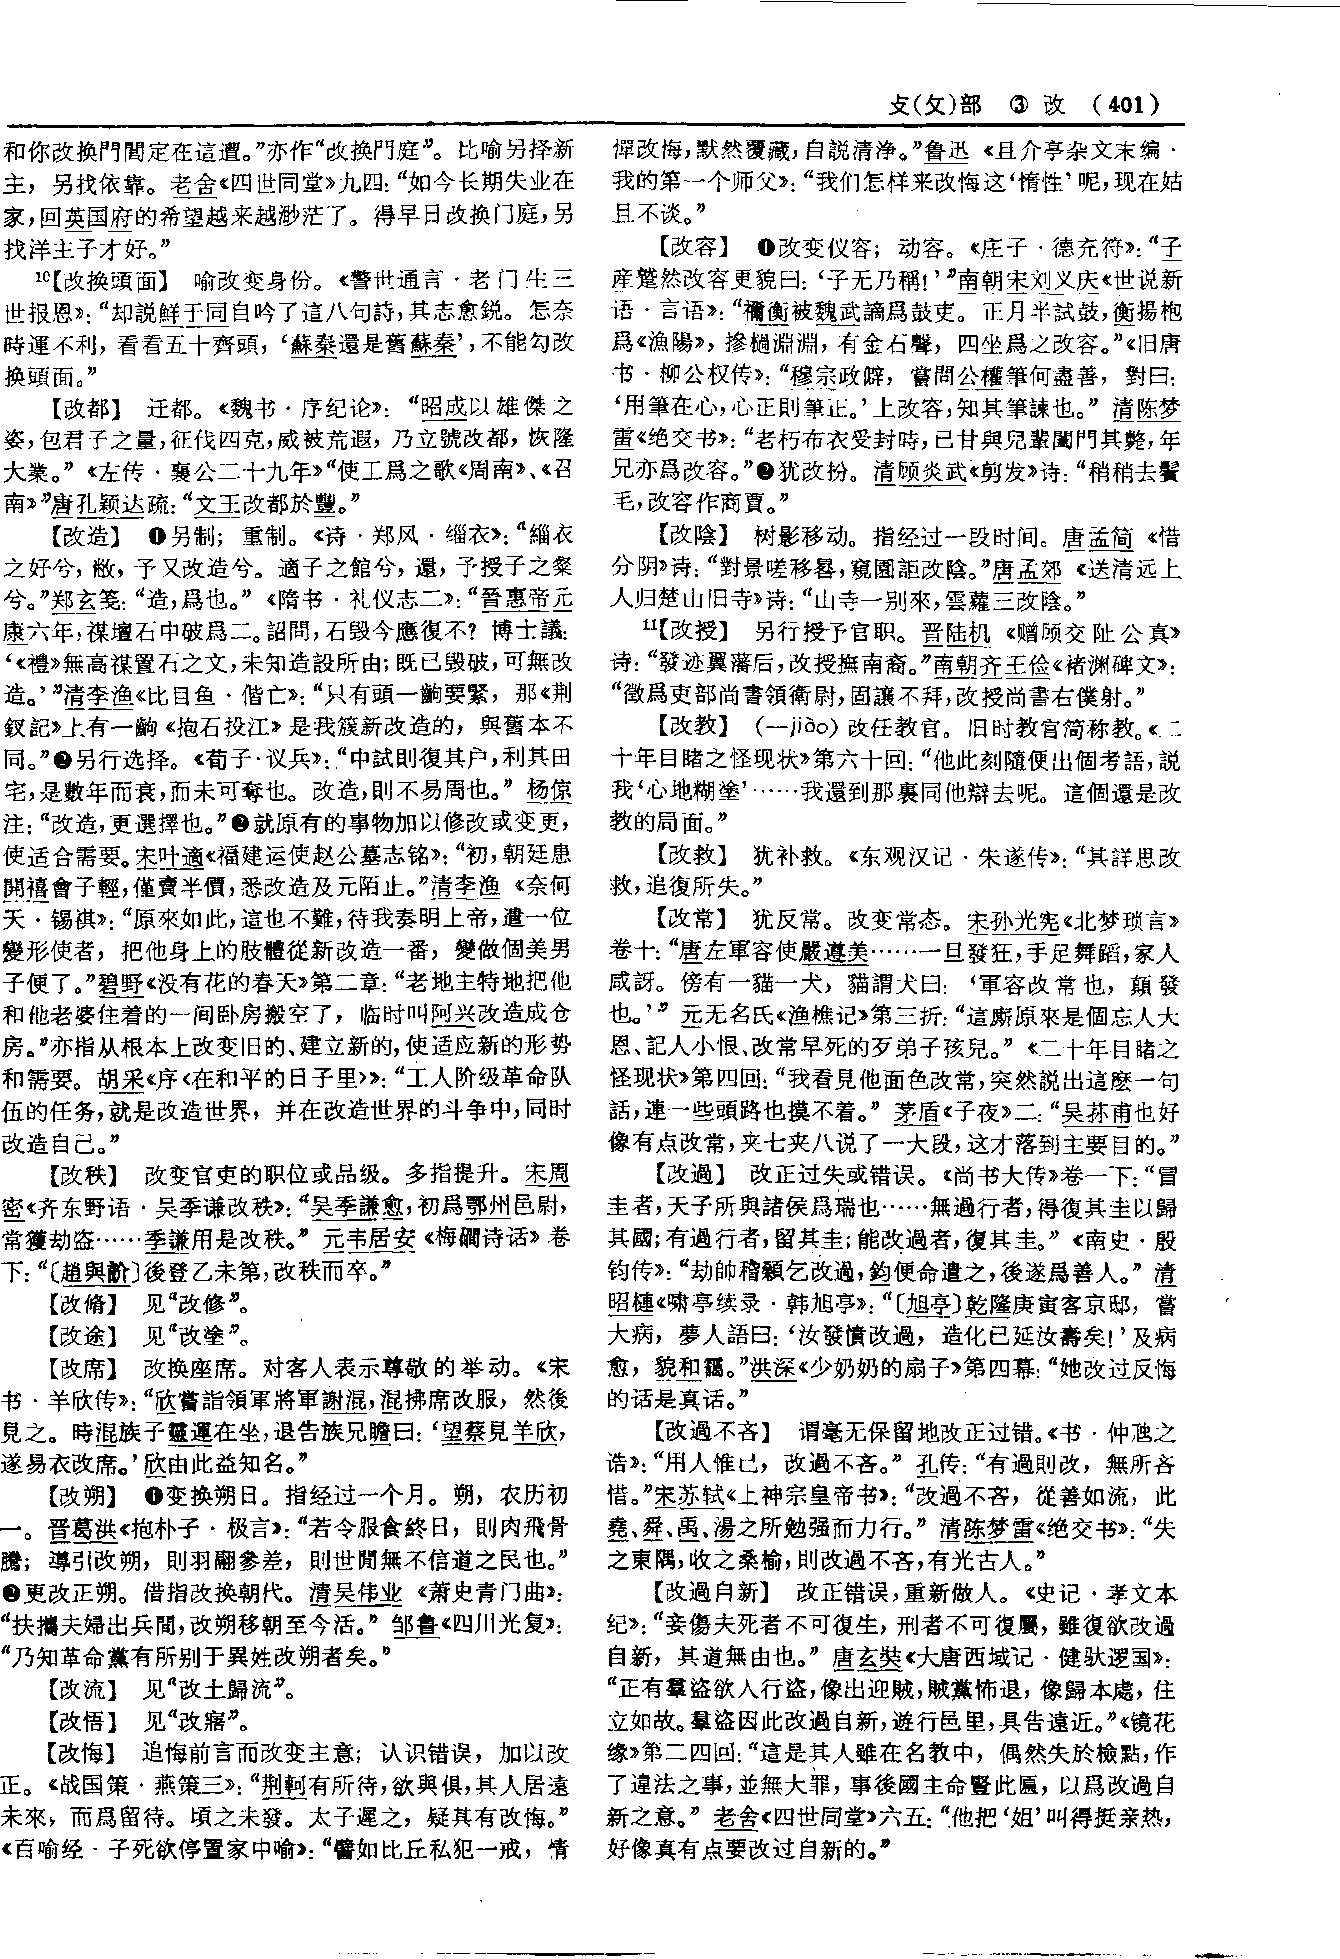 攴(攵)部　③ 改　(401)
和你改换門閭定在這遭。”亦作“改换門庭”。比喻另择新
主，另找依靠。老舍《四世同堂》九四：“如今长期失业在
家，回英国府的希望越来越渺茫了。得早日改换门庭，另
找洋主子才好。”
10【改换頭面】　喻改变身份。《警世通言·老门生三
世报恩》：“却説鮮于同自吟了這八句詩，其志愈鋭。怎奈
時運不利，看看五十齊頭，‘蘇秦還是舊蘇秦’，不能勾改
换頭面。”
【改都】　迁都。《魏书·序纪论》：“昭成以雄傑之
姿，包君子之量，征伐四克，威被荒遐，乃立號改都，恢隆
大業。”《左传·襄公二十九年》“使工爲之歌《周南》、《召
南》”唐孔颖达疏：“文王改都於豐。”
【改造】　❶另制；重制。《诗·郑风·缁衣》：“緇衣
之好兮，敝，予又改造兮。適子之館兮，還，予授子之粲
兮。”郑玄笺：“造，爲也。”《隋书·礼仪志二》：“晉惠帝元
康六年，禖壇石中破爲二。詔問，石毁今應復不？博士議：
‘《禮》無高禖置石之文，未知造設所由；既已毁破，可無改
造。’”清李渔《比目鱼·偕亡》：“只有頭一齣要緊，那《荆
釵記》上有一齣《抱石投江》是我簇新改造的，與舊本不
同。”❷另行选择。《荀子·议兵》：“中試則復其户，利其田
宅，是數年而衰，而未可奪也。改造，則不易周也。”杨倞
注：“改造，更選擇也。”❸就原有的事物加以修改或变更，
使适合需要。宋叶適《福建运使赵公墓志铭》：“初，朝廷患
開禧會子輕，僅賣半價，悉改造及元陌止。”清李渔《奈何
天·锡祺》：“原來如此，這也不難，待我奏明上帝，遣一位
變形使者，把他身上的肢體從新改造一番，變做個美男
子便了。”碧野《没有花的春天》第二章：“老地主特地把他
和他老婆住着的一间卧房搬空了，临时叫阿兴改造成仓
房。”亦指从根本上改变旧的、建立新的，使适应新的形势
和需要。胡采《序〈在和平的日子里〉》：“工人阶级革命队
伍的任务，就是改造世界，并在改造世界的斗争中，同时
改造自己。”
【改秩】　改变官吏的职位或品级。多指提升。宋周
密《齐东野语·吴季谦改秩》：“吴季謙愈，初爲鄂州邑尉，
常獲劫盗……季謙用是改秩。”元韦居安《梅磵诗话》卷
下：“〔趙與䚮〕後登乙未第，改秩而卒。”
【改脩】　见“改修”。
【改途】　见“改塗”。
【改席】　改换座席。对客人表示尊敬的举动。《宋
书·羊欣传》：“欣嘗詣領軍將軍謝混，混拂席改服，然後
見之。時混族子靈運在坐，退告族兄瞻曰：‘望蔡見羊欣，
遂易衣改席。’欣由此益知名。”
【改朔】　❶变换朔日。指经过一个月。朔，农历初
一。晋葛洪《抱朴子·极言》：“若令服食終日，則肉飛骨
騰；導引改朔，則羽翮參差，則世間無不信道之民也。”
❷更改正朔。借指改换朝代。清吴伟业《萧史青门曲》：
“扶攜夫婦出兵間，改朔移朝至今活。”邹鲁《四川光复》：
“乃知革命黨有所别于異姓改朔者矣。”
【改流】　见“改土歸流”。
【改悟】　见“改寤”。
【改悔】　追悔前言而改变主意；认识错误，加以改
正。《战国策·燕策三》：“荆軻有所待，欲與俱，其人居遠
未來，而爲留待。頃之未發。太子遲之，疑其有改悔。”
《百喻经·子死欲停置家中喻》：“譬如比丘私犯一戒，情
憚改悔，默然覆藏，自説清净。”鲁迅《且介亭杂文末编·
我的第一个师父》：“我们怎样来改悔这‘惰性’呢，现在姑
且不谈。”
【改容】　❶改变仪容；动容。《庄子·德充符》：“子
産蹵然改容更貌曰：‘子无乃稱！’”南朝宋刘义庆《世说新
语·言语》：“禰衡被魏武謫爲鼓吏。正月半試鼓，衡揚枹
爲《漁陽》，摻檛淵淵，有金石聲，四坐爲之改容。”《旧唐
书·柳公权传》：“穆宗政僻，嘗問公權筆何盡善，對曰：
‘用筆在心，心正則筆正。’上改容，知其筆諫也。”清陈梦
雷《绝交书》：“老朽布衣受封時，已甘與兒輩闔門其斃，年
兄亦爲改容。”❷犹改扮。清顾炎武《剪发》诗：“稍稍去鬢
毛，改容作商賈。”
【改陰】　树影移动。指经过一段时间。唐孟简《惜
分阴》诗：“對景嗟移晷，窺園詎改陰。”唐孟郊《送清远上
人归楚山旧寺》诗：“山寺一别來，雲蘿三改陰。”
11【改授】　另行授予官职。晋陆机《赠顾交阯公真》
诗：“發迹翼藩后，改授撫南裔。”南朝齐王俭《褚渊碑文》：
“徵爲吏部尚書領衛尉，固讓不拜，改授尚書右僕射。”
【改教】　(—jiào) 改任教官。旧时教官简称教。《二
十年目睹之怪现状》第六十回：“他此刻隨便出個考語，説
我‘心地糊塗’……我還到那裏同他辯去呢。這個還是改
教的局面。”
【改救】　犹补救。《东观汉记·朱遂传》：“其詳思改
救，追復所失。”
【改常】　犹反常。改变常态。宋孙光宪《北梦琐言》
卷十：“唐左軍容使嚴遵美……一旦發狂，手足舞蹈，家人
咸訝。傍有一貓一犬，貓謂犬曰：‘軍容改常也，顛發
也。’”元无名氏《渔樵记》第三折：“這廝原來是個忘人大
恩、記人小恨、改常早死的歹弟子孩兒。”《二十年目睹之
怪现状》第四回：“我看見他面色改常，突然説出這麽一句
話，連一些頭路也摸不着。”茅盾《子夜》二：“吴荪甫也好
像有点改常，夹七夹八说了一大段，这才落到主要目的。”
【改過】　改正过失或错误。《尚书大传》卷一下：“冒
圭者，天子所與諸侯爲瑞也……無過行者，得復其圭以歸
其國；有過行者，留其圭；能改過者，復其圭。”《南史·殷
钧传》：“劫帥稽顙乞改過，鈞便命遣之，後遂爲善人。”清
昭槤《啸亭续录·韩旭亭》：“〔旭亭〕乾隆庚寅客京邸，嘗
大病，夢人語曰：‘汝發憤改過，造化已延汝壽矣！’及病
愈，貌和靄。”洪深《少奶奶的扇子》第四幕：“她改过反悔
的话是真话。”
【改過不吝】　谓毫无保留地改正过错。《书·仲虺之
诰》：“用人惟已，改過不吝。”孔传：“有過則改，無所吝
惜。”宋苏轼《上神宗皇帝书》：“改過不吝，從善如流，此
堯、舜、禹、湯之所勉强而力行。”清陈梦雷《绝交书》：“失
之東隅，收之桑榆，則改過不吝，有光古人。”
【改過自新】　改正错误，重新做人。《史记·孝文本
纪》：“妾傷夫死者不可復生，刑者不可復屬，雖復欲改過
自新，其道無由也。”唐玄奘《大唐西域记·健驮逻国》：
“正有羣盜欲入行盜，像出迎賊，賊黨怖退，像歸本處，住
立如故。羣盜因此改過自新，遊行邑里，具告遠近。”《镜花
缘》第二四回：“這是其人雖在名教中，偶然失於檢點，作
了違法之事，並無大罪，事後國主命豎此匾，以爲改過自
新之意。”老舍《四世同堂》六五：“他把‘姐’叫得挺亲热，
好像真有点要改过自新的。”